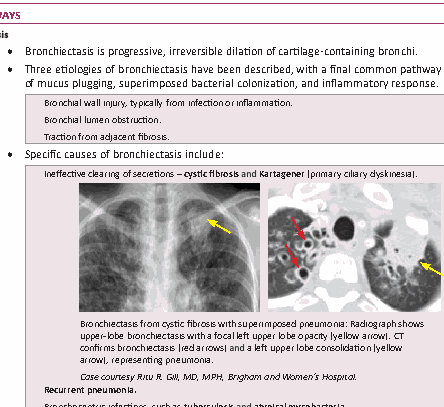 WAYS
sis
• Bronchiectasis is progressive, irreversible dilation of cartilage-containing bronchi.
• Three etiologies of bronchiectasis have been described, with a final common pathway
of mucus plugging, superimposed bacterial colonization, and inflammatory response.
Bronchial wall injury, typically from infection or inflammation.
Bronchial lumen obstruction.
Traction from adjacent fibrosis.
• Specific causes of bronchiectasis include:
Ineffective clearing of secretions – cystic fibrosis and Kartagener (primary ciliary dyskinesia).
Bronchiectasis from cystic fibrosis with superimposed pneumonia: Radiograph shows
upper-lobe bronchiectasis with a focal left upper lobe opacity (yellow arrow). CT
confirms bronchiectasis (red arrows) and a left upper lobe consolidation (yellow
arrow), representing pneumonia.
Case courtesy Ritu R. Gill, MD, MPH, Brigham and Women's Hospital.
Recurrent pneumonia.